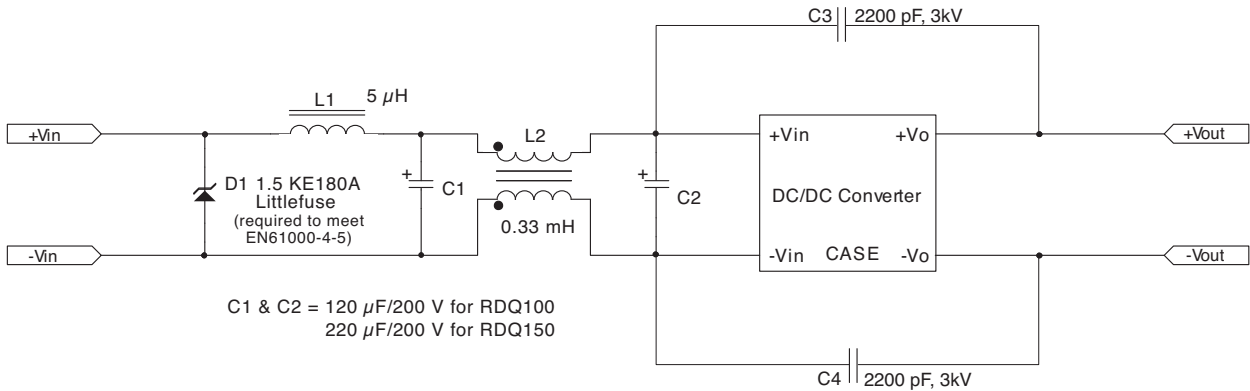 C3 2200 pF, 3kV
L1 5 µH
L2
+Vin
+Vin
+Vo
+Vout
D1 1.5 KE180A
Littlefuse
(required to meet
EN61000-4-5)
+
C1
+
C2
DC/DC Converter
0.33 mH
-Vin
-Vin
CASE
-Vo
-Vout
C1 & C2 = 120 µF/200 V for RDQ100
220 µF/200 V for RDQ150
C4 2200 pF, 3kV